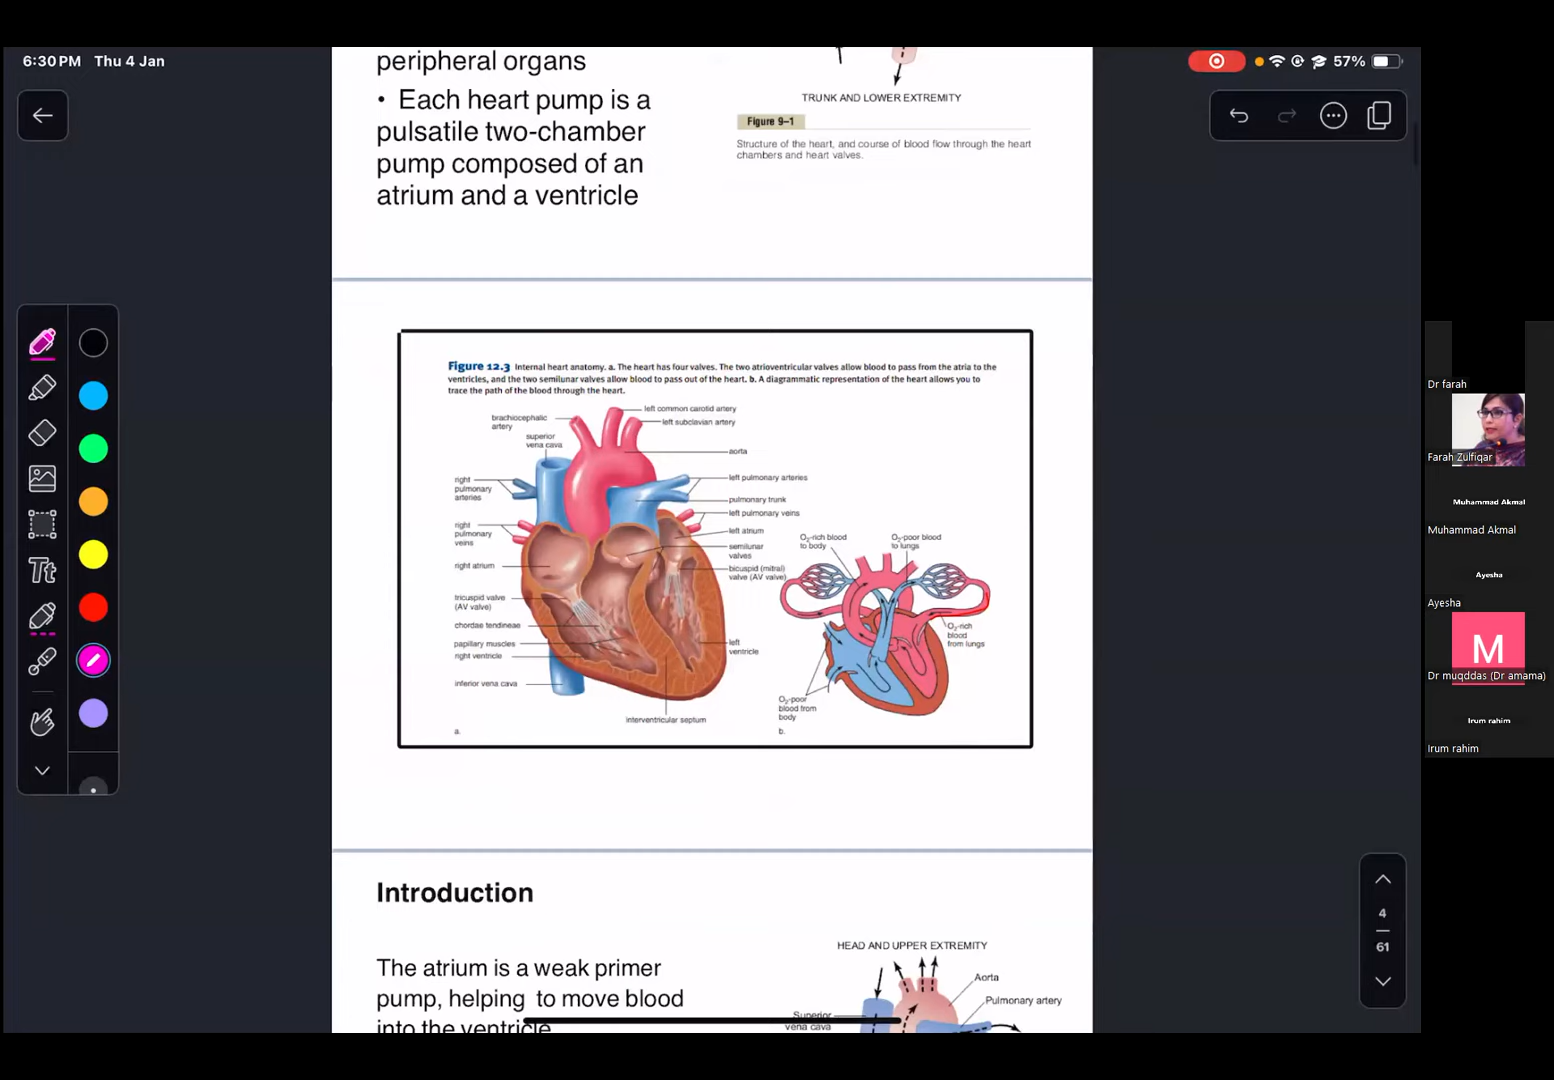 6:30 PM Thu 4 Jan
57%
peripheral organs
• Each heart pump is a
pulsatile two-chamber
pump composed of an
atrium and a ventricle
TRUNK AND LOWER EXTREMITY
Figure 9–1
Structure of the heart, and course of blood flow through the heart
chambers and heart valves.
Figure 12.3 Internal heart anatomy. a. The heart has four valves. The two atrioventricular valves allow blood to pass from the atria to the
ventricles, and the two semilunar valves allow blood to pass out of the heart. b. A diagrammatic representation of the heart allows you to
trace the path of the blood through the heart.
brachiocephalic
artery
superior
vena cava
right
pulmonary
arteries
right
pulmonary
veins
right atrium
tricuspid valve
(AV valve)
chordae tendineae
papillary muscles
right ventricle
inferior vena cava
left common carotid artery
left subclavian artery
aorta
left pulmonary arteries
pulmonary trunk
left pulmonary veins
left atrium
semilunar
valves
bicuspid (mitral)
valve (AV valve)
left
ventricle
interventricular septum
a.
O2-rich blood
to body
O2-poor blood
to lungs
O2-rich
blood
from lungs
O2-poor
blood from
body
b.
Introduction
The atrium is a weak primer
pump, helping to move blood
into the ventricle
HEAD AND UPPER EXTREMITY
Aorta
Pulmonary artery
Superior
vena cava
Tt
4
61
Dr farah
Farah Zulfiqar
Muhammad Akmal
Muhammad Akmal
Ayesha
Ayesha
M
Dr muqddas (Dr amama)
Irum rahim
Irum rahim